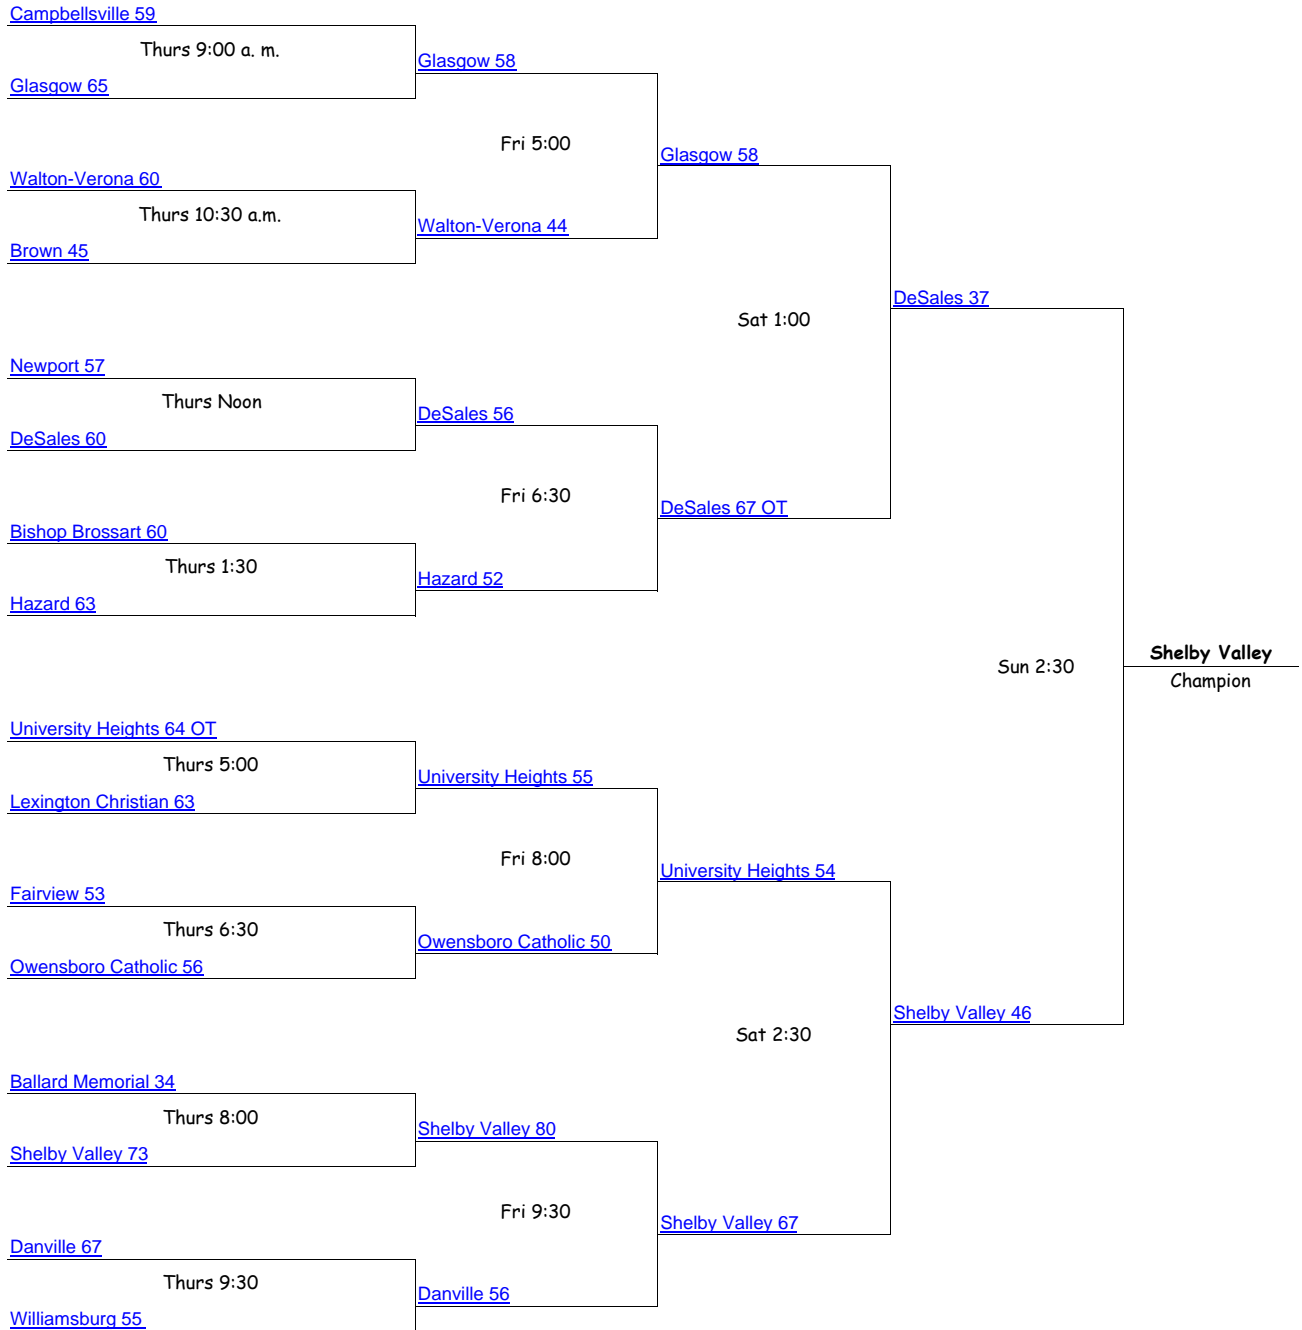 Campbellsville 59
Thurs 9:00 a. m.
Glasgow 58
Glasgow 65
Fri 5:00
Glasgow 58
Walton-Verona 60
Thurs 10:30 a.m.
Walton-Verona 44
Brown 45
DeSales 37
Sat 1:00
Newport 57
Thurs Noon
DeSales 56
DeSales 60
Fri 6:30
DeSales 67 OT
Bishop Brossart 60
Thurs 1:30
Hazard 52
Hazard 63
Shelby Valley
Sun 2:30
Champion
University Heights 64 OT
Thurs 5:00
University Heights 55
Lexington Christian 63
Fri 8:00
University Heights 54
Fairview 53
Thurs 6:30
Owensboro Catholic 50
Owensboro Catholic 56
Shelby Valley 46
Sat 2:30
Ballard Memorial 34
Thurs 8:00
Shelby Valley 80
Shelby Valley 73
Fri 9:30
Shelby Valley 67
Danville 67
Thurs 9:30
Danville 56
Williamsburg 55